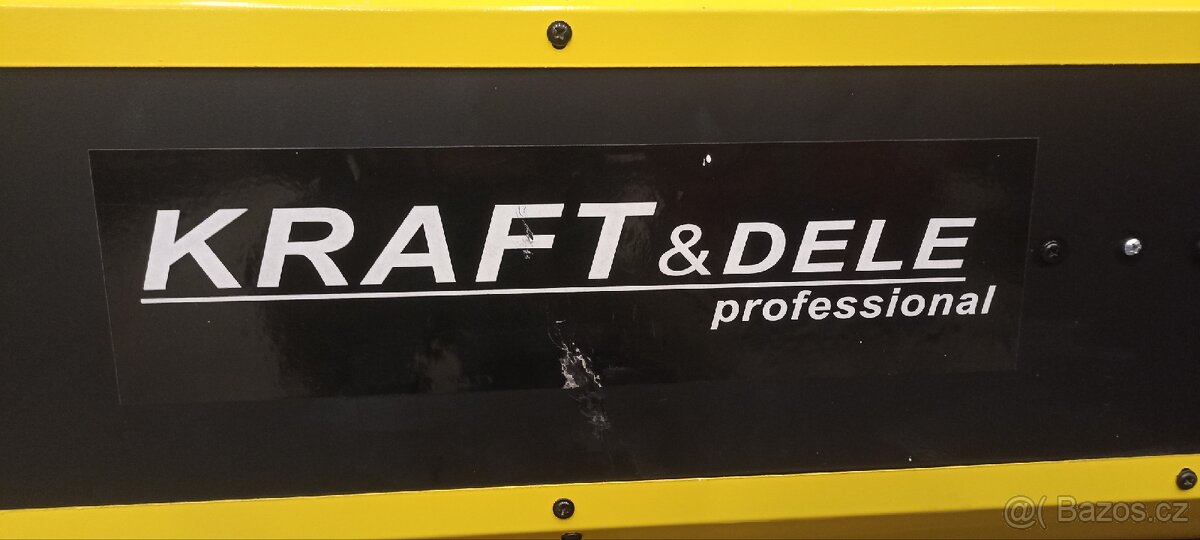 KRAFT & DELE
professional
@( Bazos.cz